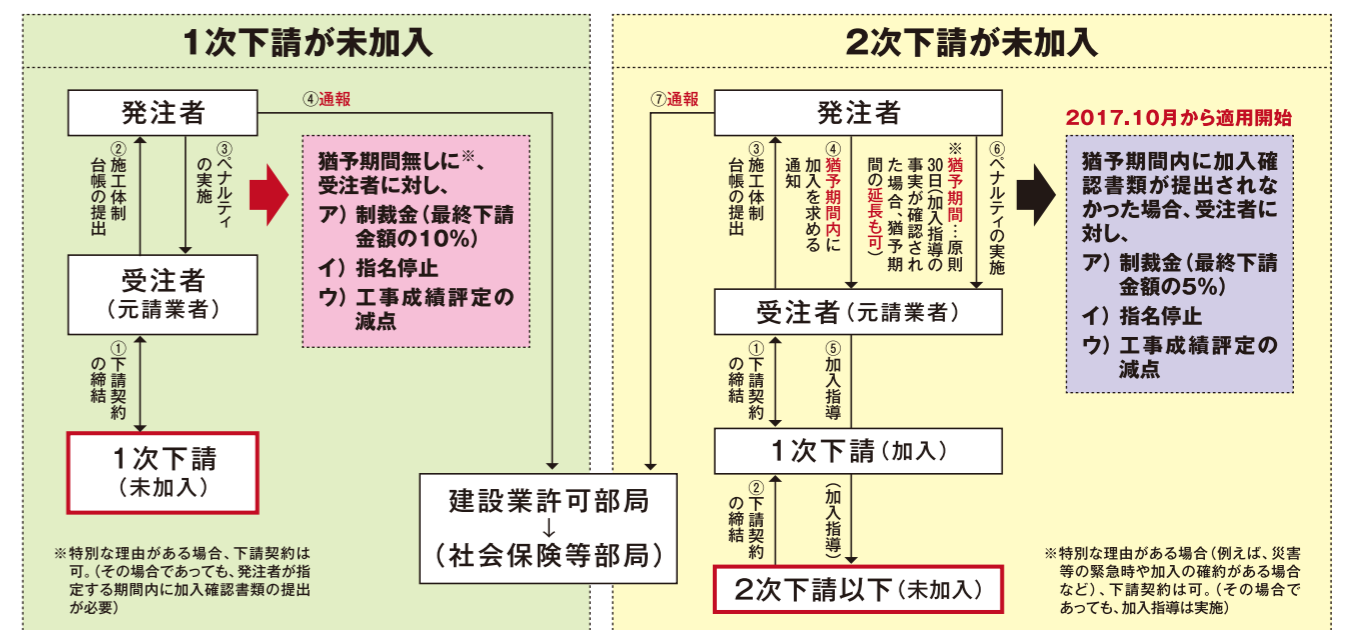 1次下請が未加入
発注者
④通報
②施工体制
台帳の提出
③ペナルティ
の実施
猶予期間無しに※、
受注者に対し、
ア）制裁金（最終下請
金額の10%）
イ）指名停止
ウ）工事成績評定の
減点
受注者
（元請業者）
①下請契約
の締結
1次下請
（未加入）
※特別な理由がある場合、下請契約は
可。（その場合であっても、発注者が指
定する期間内に加入確認書類の提出
が必要）
建設業許可部局
↓
（社会保険等部局）
2次下請が未加入
⑦通報
発注者
③施工体制
台帳の提出
④猶予期間内に
加入を求める
通知
※猶予期間…原則
30日（加入指導の
事実が確認され
た場合、猶予期
間の延長も可）
⑥ペナルティの実施
2017.10月から適用開始
猶予期間内に加入確
認書類が提出されな
かった場合、受注者に
対し、
ア）制裁金（最終下請
金額の5%）
イ）指名停止
ウ）工事成績評定の
減点
受注者（元請業者）
①下請契約
の締結
⑤加入指導
1次下請（加入）
②下請契約
の締結
（加入指導）
2次下請以下（未加入）
※特別な理由がある場合（例えば、災害
等の緊急時や加入の確約がある場合
など）、下請契約は可。（その場合で
あっても、加入指導は実施）